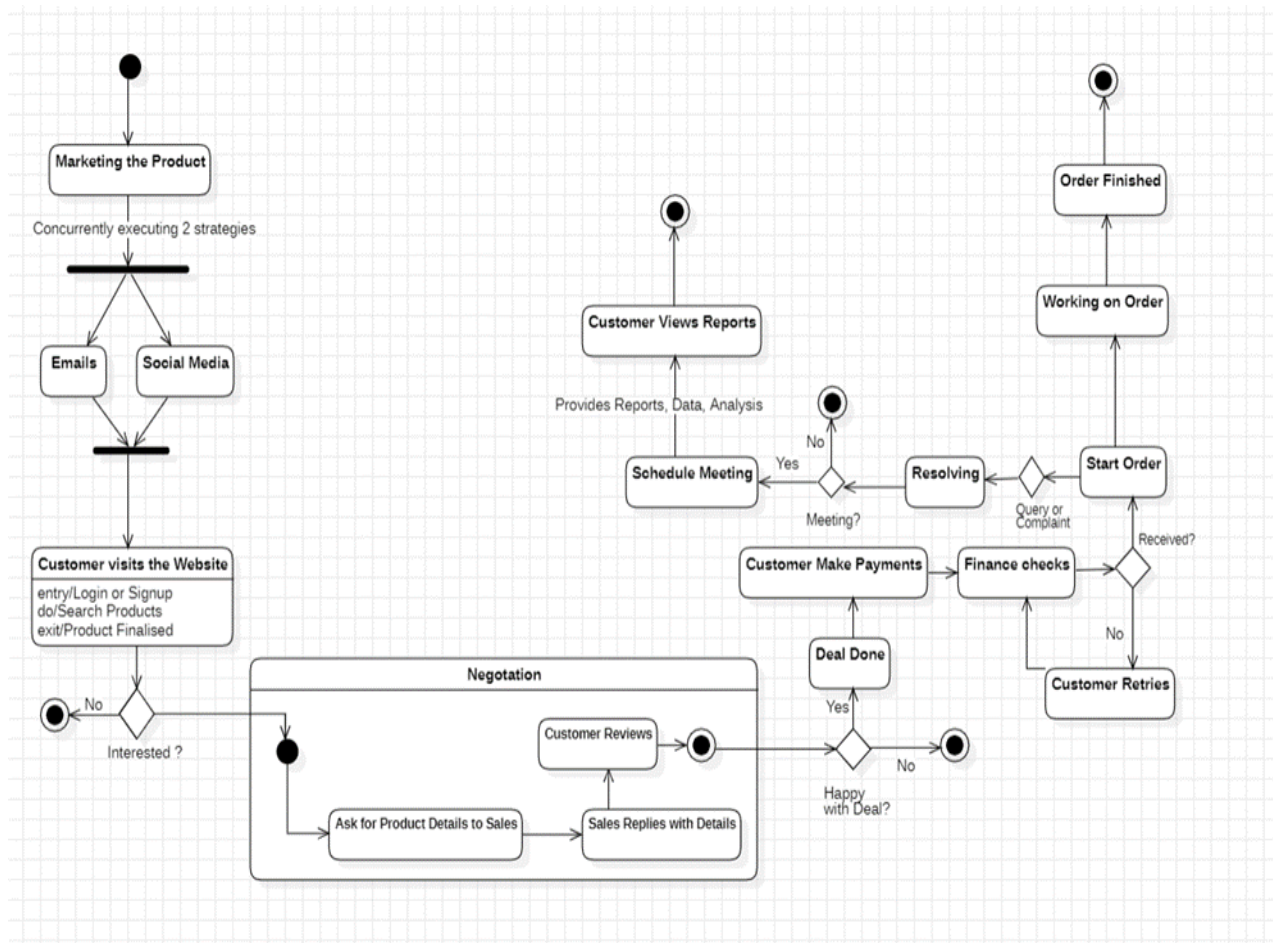 Marketing the Product
Concurrently executing 2 strategies
Emails
Social Media
Customer visits the Website
entry/Login or Signup
do/Search Products
exit/Product Finalised
No
Interested ?
Negotation
Ask for Product Details to Sales
Sales Replies with Details
Customer Reviews
Happy
with Deal?
No
Yes
Deal Done
Customer Make Payments
Finance checks
Received?
No
Customer Retries
Start Order
Query or
Complaint
Resolving
Meeting?
No
Yes
Schedule Meeting
Provides Reports, Data, Analysis
Customer Views Reports
Working on Order
Order Finished